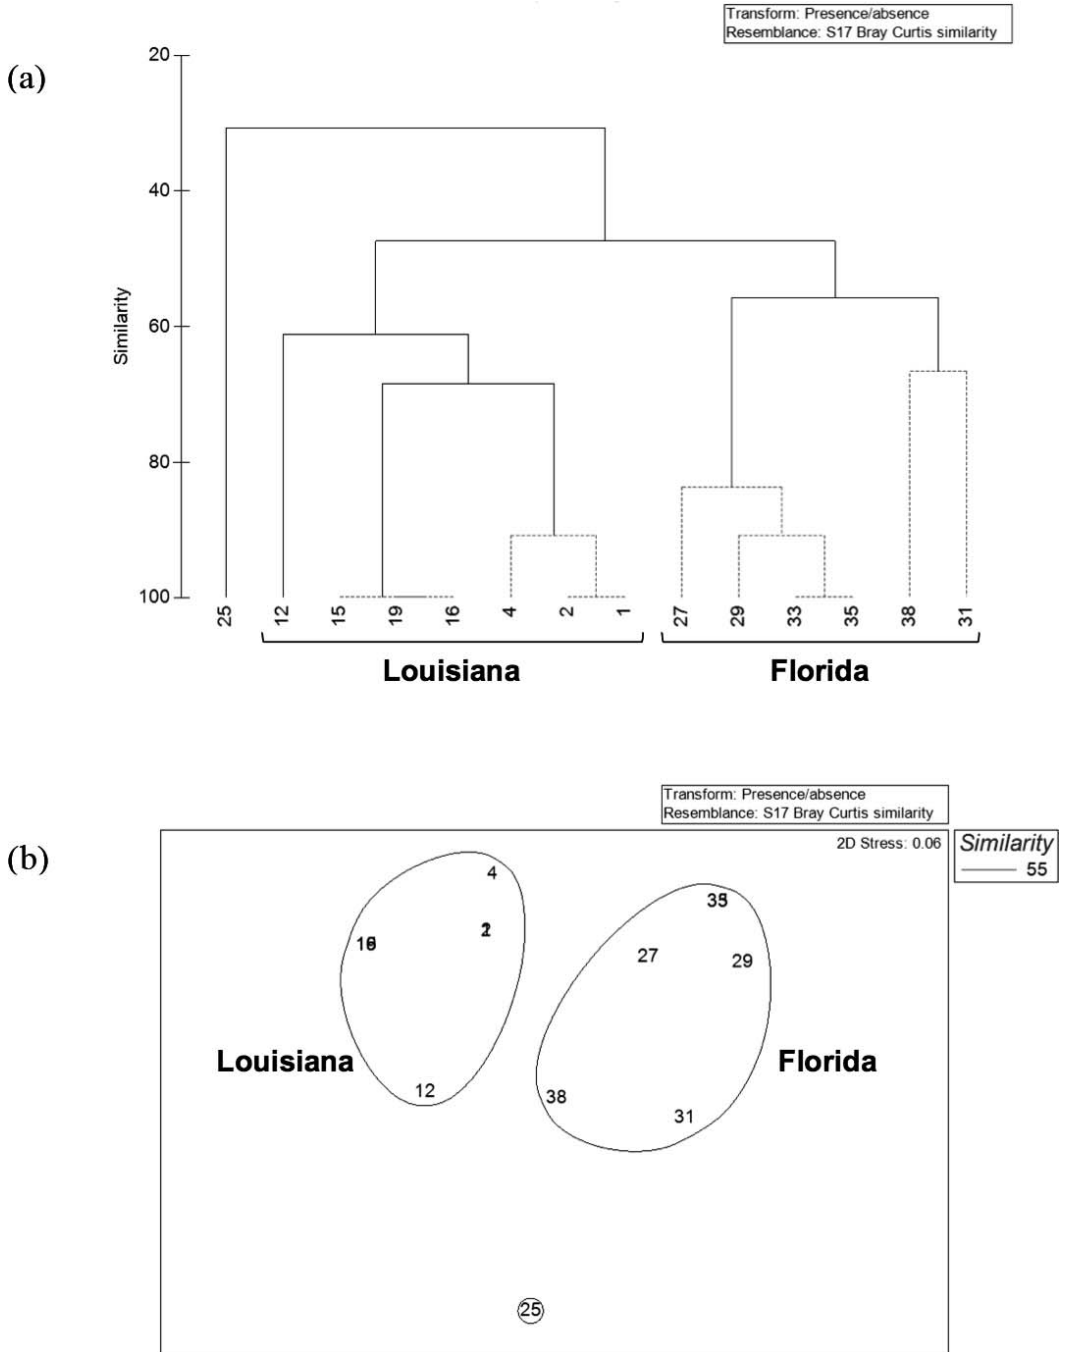 Transform: Presence/absence
Resemblance: S17 Bray Curtis similarity
(a)
20
40
60
80
100
Similarity
25 12 15 19 16 4 2 1 27 29 33 35 38 31
Louisiana Florida
Transform: Presence/absence
Resemblance: S17 Bray Curtis similarity
(b)
2D Stress: 0.06
Similarity
55
4
27
29
Louisiana
Florida
12
38
31
25